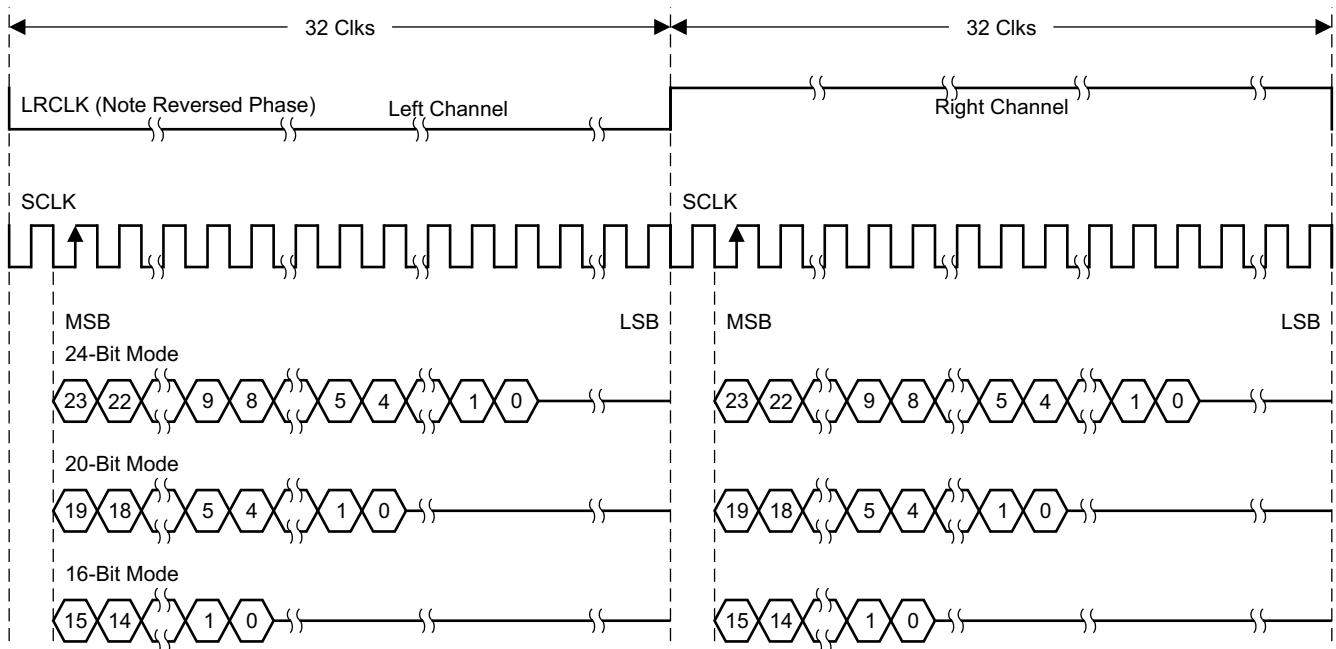 32 Clks 32 Clks
LRCLK (Note Reversed Phase) Left Channel Right Channel
SCLK SCLK
MSB LSB MSB LSB
24-Bit Mode
23 22 9 8 5 4 1 0 23 22 9 8 5 4 1 0
20-Bit Mode
19 18 5 4 1 0 19 18 5 4 1 0
16-Bit Mode
15 14 1 0 15 14 1 0